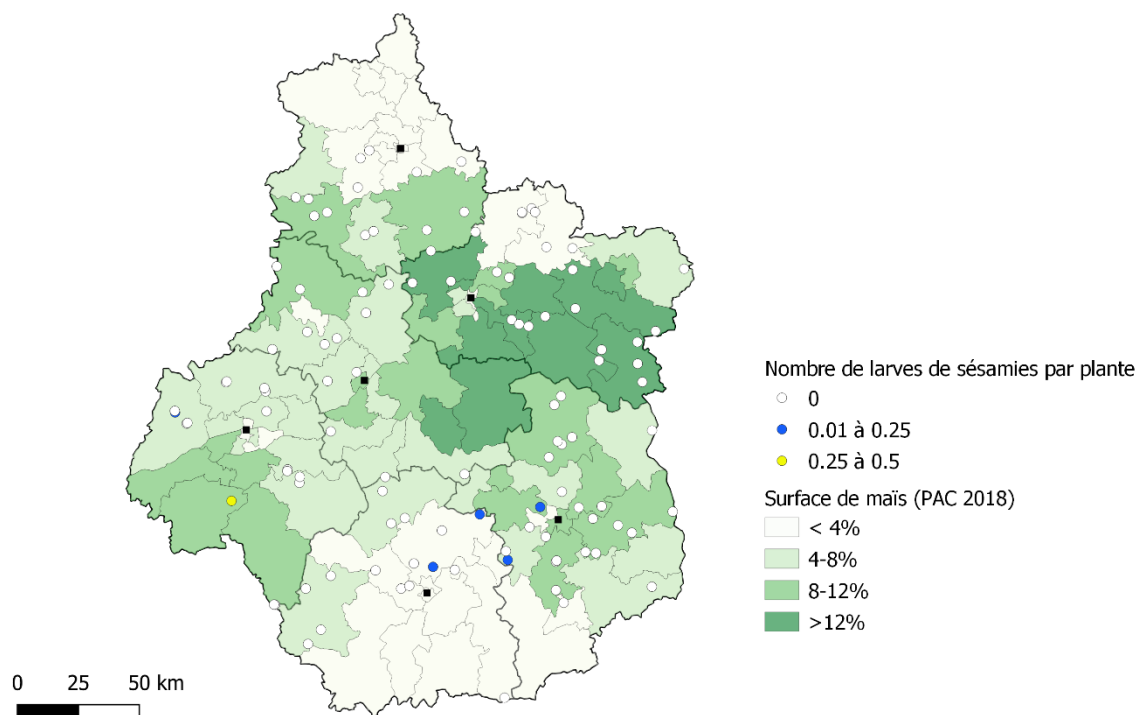 Nombre de larves de sésamies par plante
0
0.01 à 0.25
0.25 à 0.5
Surface de maïs (PAC 2018)
< 4%
4-8%
8-12%
>12%
0 25 50 km